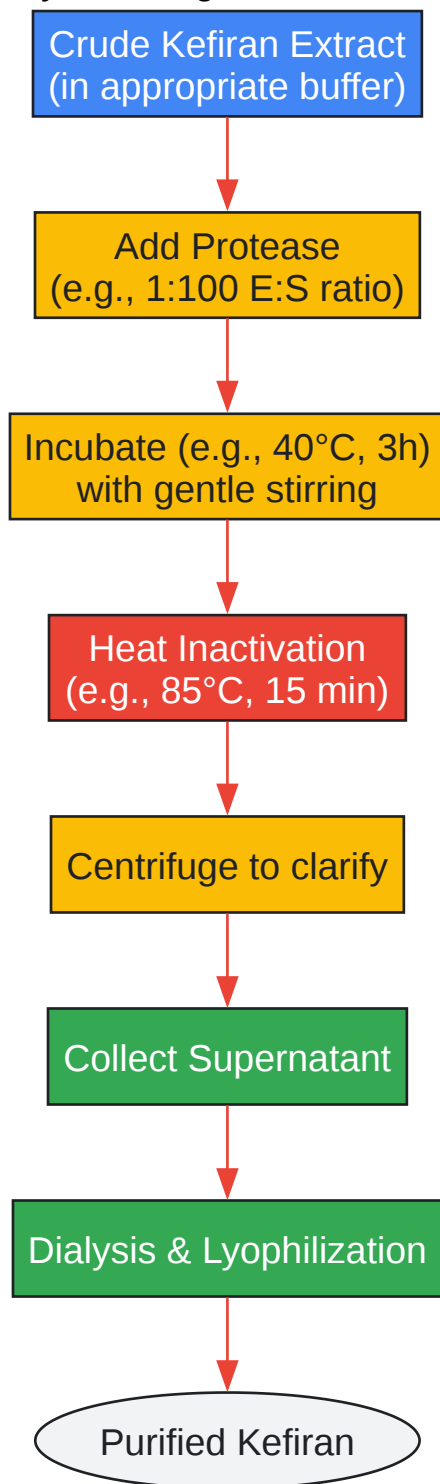 Crude Kefiran Extract
(in appropriate buffer)
Add Protease
(e.g., 1:100 E:S ratio)
Incubate (e.g., 40°C, 3h)
with gentle stirring
Heat Inactivation
(e.g., 85°C, 15 min)
Centrifuge to clarify
Collect Supernatant
Dialysis & Lyophilization
Purified Kefiran